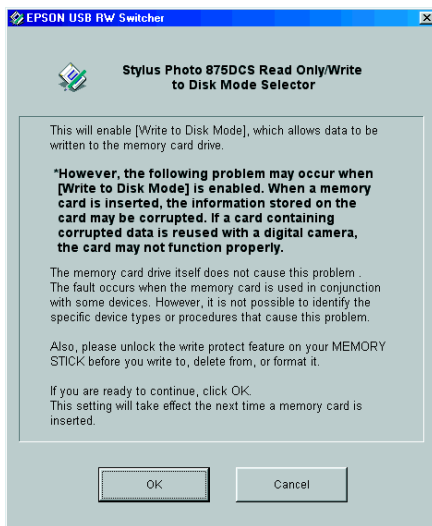 EPSON USB RW Switcher
Stylus Photo 875DCS Read Only/Write
to Disk Mode Selector
This will enable [Write to Disk Mode], which allows data to be
written to the memory card drive.
*However, the following problem may occur when
[Write to Disk Mode] is enabled. When a memory
card is inserted, the information stored on the
card may be corrupted. If a card containing
corrupted data is reused with a digital camera,
the card may not function properly.
The memory card drive itself does not cause this problem .
The fault occurs when the memory card is used in conjunction
with some devices. However, it is not possible to identify the
specific device types or procedures that cause this problem.
Also, please unlock the write protect feature on your MEMORY
STICK before you write to, delete from, or format it.
If you are ready to continue, click OK.
This setting will take effect the next time a memory card is
inserted.
OK
Cancel